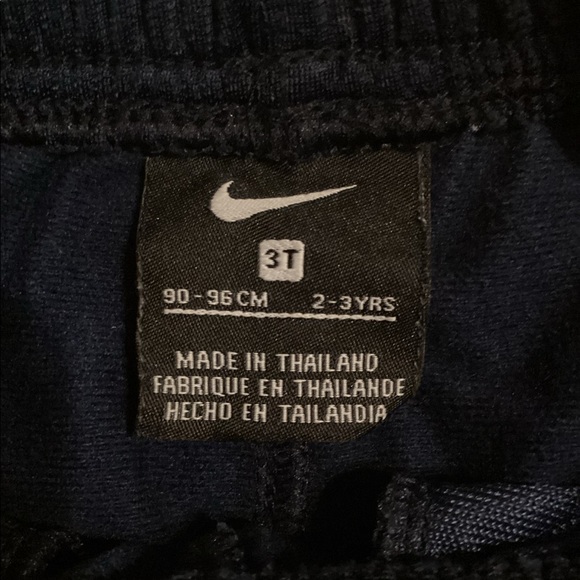 3T
90-96CM 2-3YRS
MADE IN THAILAND
FABRIQUE EN THAILANDE
HECHO EN TAILANDIA